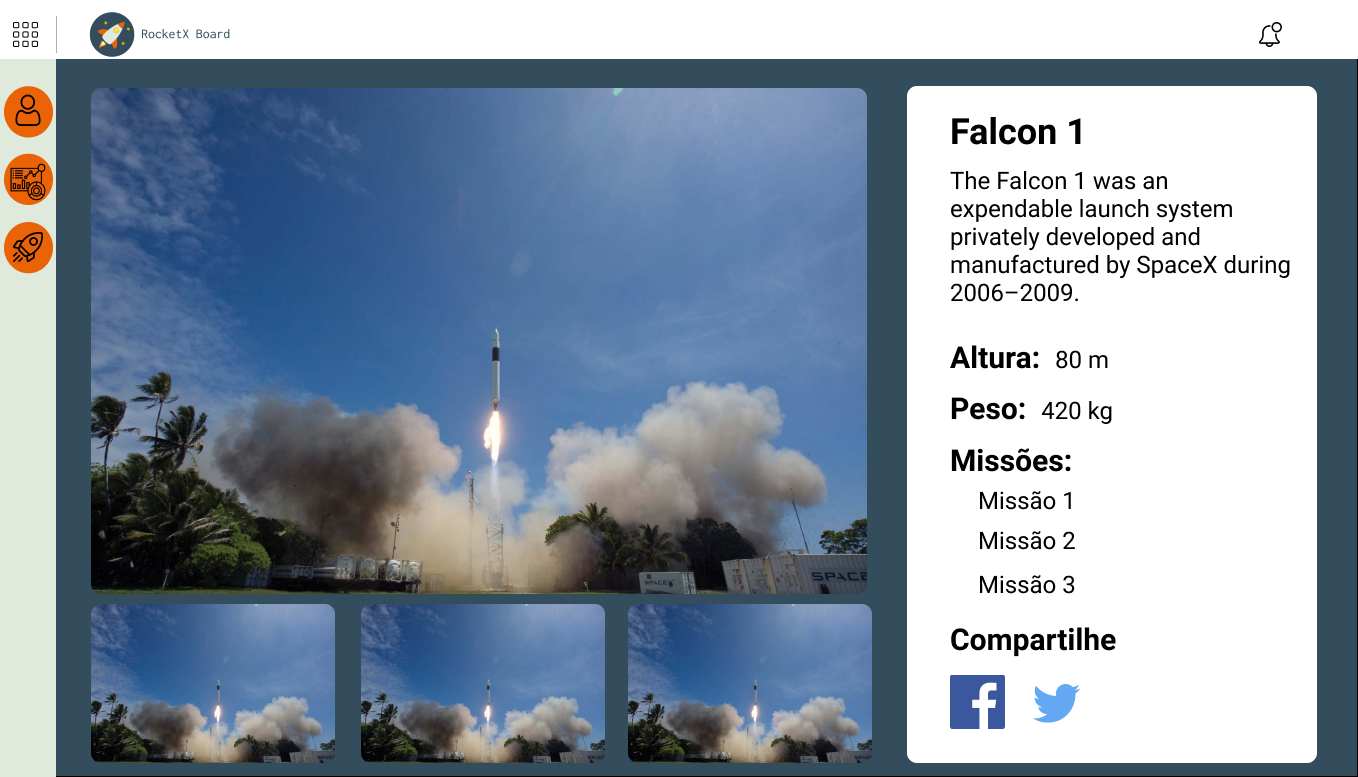 RocketX Board
Falcon 1
The Falcon 1 was an
expendable launch system
privately developed and
manufactured by SpaceX during
2006–2009.
Altura: 80 m
Peso: 420 kg
Missões:
Missão 1
Missão 2
Missão 3
Compartilhe
SPACE
SPACE